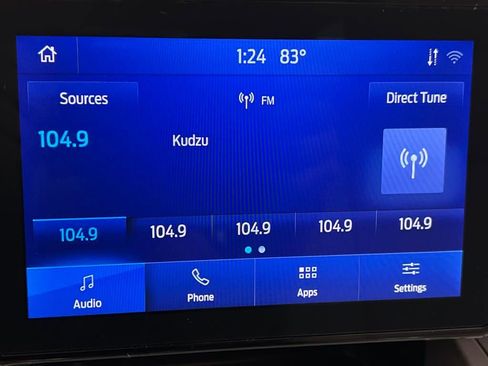 1:24 83°
Sources
FM
Direct Tune
104.9
Kudzu
104.9 104.9 104.9 104.9 104.9
Audio
Phone
Apps
Settings